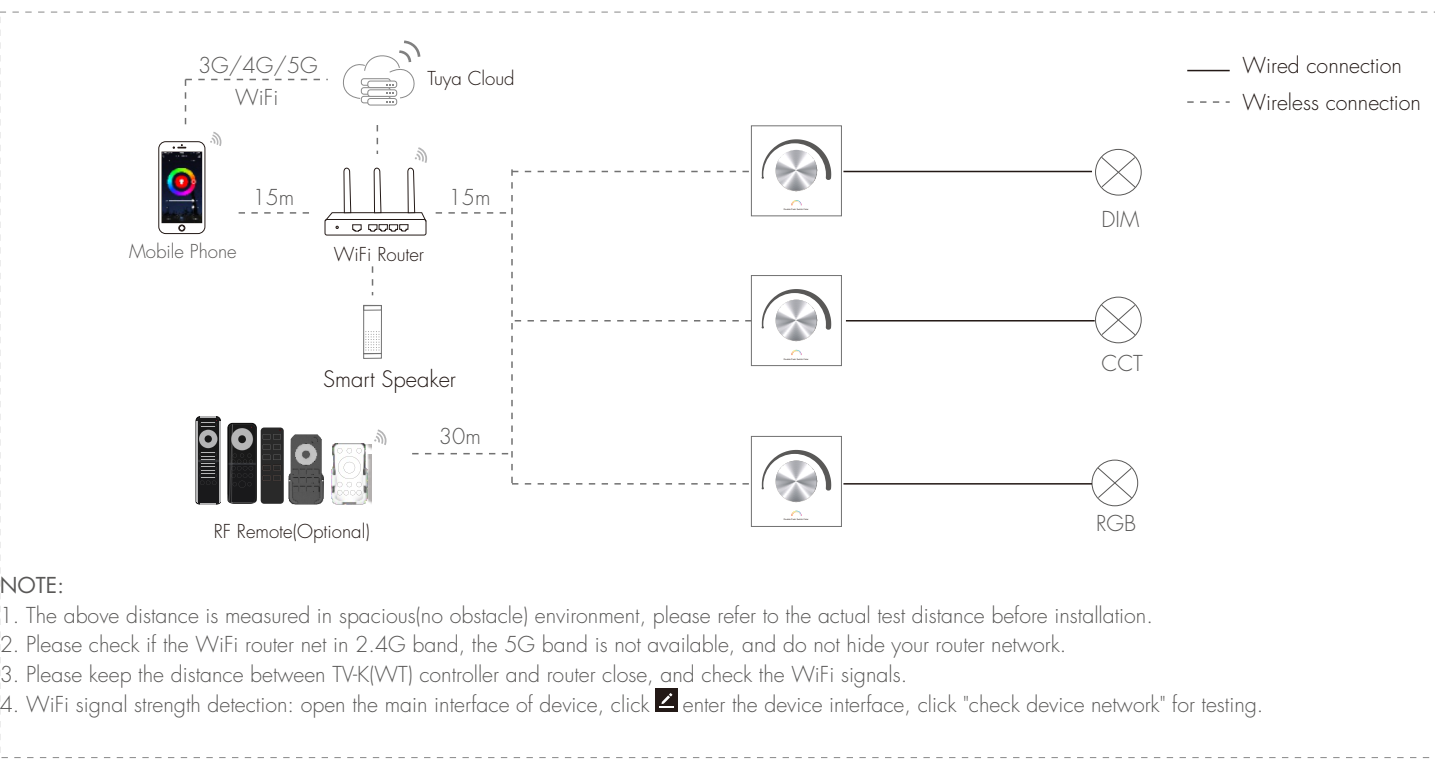 3G/4G/5G
WiFi
Tuya Cloud
Wired connection
Wireless connection
15m
15m
Mobile Phone
WiFi Router
DIM
Smart Speaker
CCT
30m
RF Remote(Optional)
RGB
NOTE:
1. The above distance is measured in spacious(no obstacle) environment, please refer to the actual test distance before installation.
2. Please check if the WiFi router net in 2.4G band, the 5G band is not available, and do not hide your router network.
3. Please keep the distance between TV-K(WT) controller and router close, and check the WiFi signals.
4. WiFi signal strength detection: open the main interface of device, click enter the device interface, click "check device network" for testing.